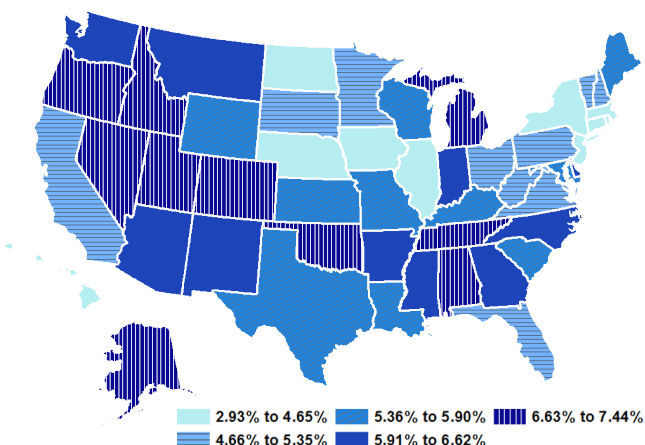 2.93% to 4.65% 5.36% to 5.90% 6.63% to 7.44%
4.66% to 5.35% 5.91% to 6.62%